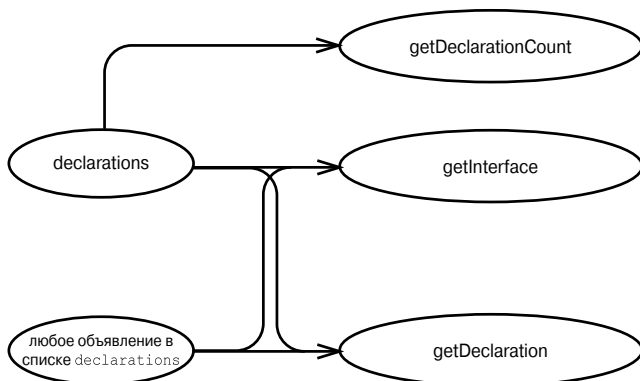 getDeclarationCount
declarations
getInterface
любое объявление в
списке declarations
getDeclaration